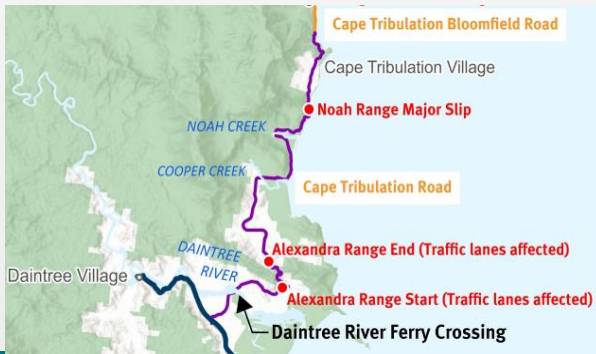 Cape Tribulation Bloomfield Road
Cape Tribulation Village
Noah Range Major Slip
NOAH CREEK
COOPER CREEK
Cape Tribulation Road
DAINTREE
RIVER
Alexandra Range End (Traffic lanes affected)
Daintree Village
Alexandra Range Start (Traffic lanes affected)
Daintree River Ferry Crossing